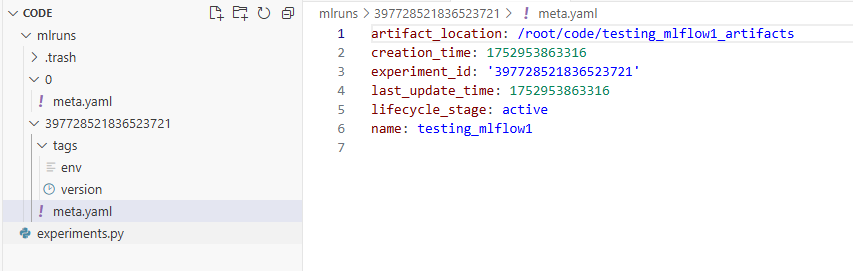 CODE
mlruns
.trash
0
! meta.yaml
397728521836523721
tags
env
version
! meta.yaml
experiments.py
mlruns > 397728521836523721 > ! meta.yaml
1 artifact_location: /root/code/testing_mlflow1_artifacts
2 creation_time: 1752953863316
3 experiment_id: '397728521836523721'
4 last_update_time: 1752953863316
5 lifecycle_stage: active
6 name: testing_mlflow1
7